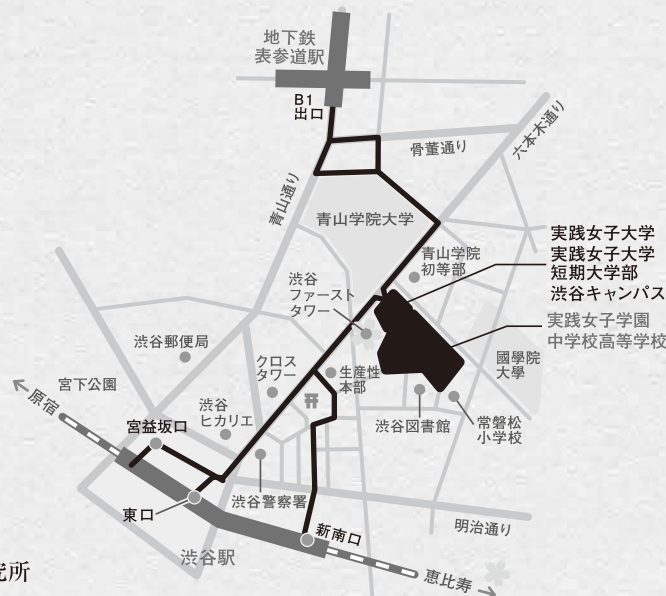 地下鉄
表参道駅
B1
出口
骨董通り
六本木通り
青山通り
青山学院大学
実践女子大学
実践女子大学
短期大学部
渋谷キャンパス
青山学院
初等部
渋谷
ファースト
タワー
実践女子学園
中学校高等学校
國學院
大學
渋谷郵便局
クロス
タワー
生産性
本部
宮下公園
原宿
渋谷
ヒカリエ
宮益坂口
渋谷図書館
常磐松
小学校
渋谷警察署
東口
新南口
明治通り
渋谷駅
恵比寿
究所